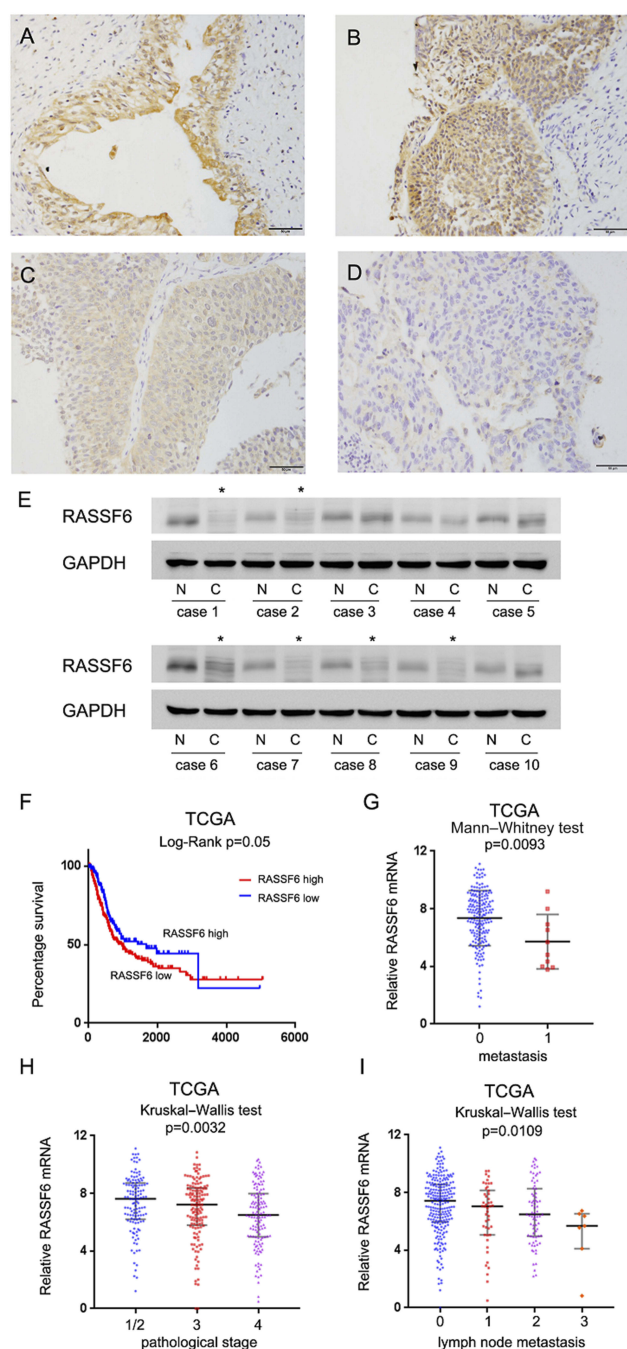 A
B
C
D
E
* *
RASSF6
GAPDH
N C N C N C N C N C
case 1 case 2 case 3 case 4 case 5
* * * *
RASSF6
GAPDH
N C N C N C N C N C
case 6 case 7 case 8 case 9 case 10
F
TCGA
Log-Rank p=0.05
RASSF6 high
RASSF6 low
RASSF6 high
RASSF6 low
Percentage survival
100
50
0
0 2000 4000 6000
G
TCGA
Mann–Whitney test
p=0.0093
Relative RASSF6 mRNA
12
8
4
0
0 1
metastasis
H
TCGA
Kruskal–Wallis test
p=0.0032
Relative RASSF6 mRNA
12
8
4
0
1/2 3 4
pathological stage
I
TCGA
Kruskal–Wallis test
p=0.0109
Relative RASSF6 mRNA
12
8
4
0
0 1 2 3
lymph node metastasis